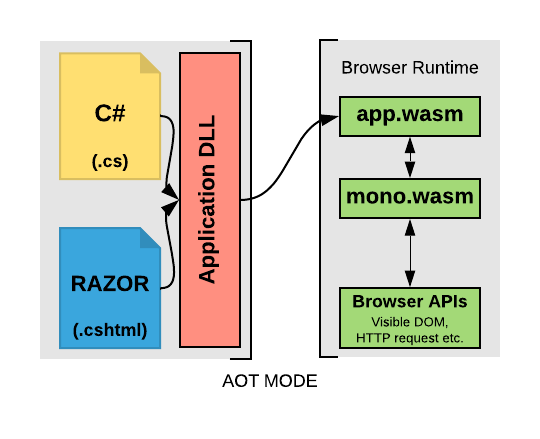 C#
(.cs)
RAZOR
(.cshtml)
Application DLL
Browser Runtime
app.wasm
mono.wasm
Browser APIs
Visible DOM,
HTTP request etc.
AOT MODE